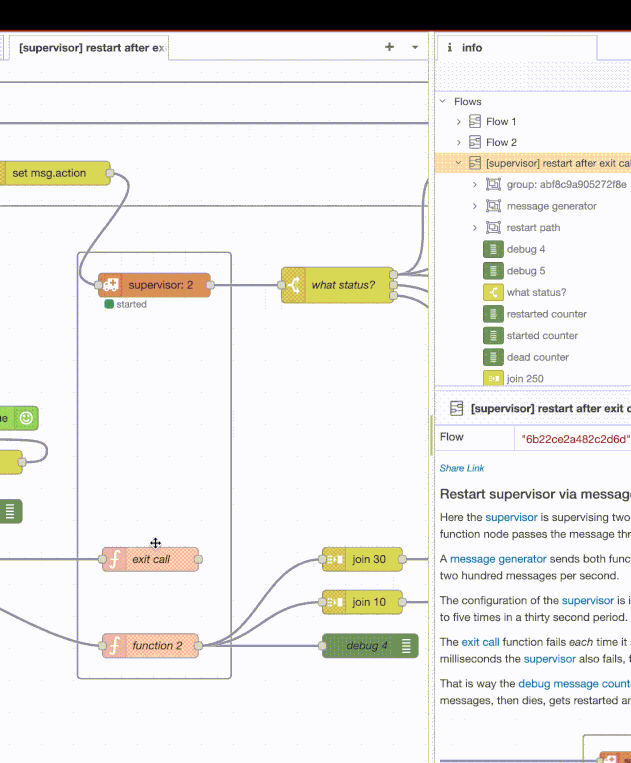 [supervisor] restart after ex
info
Flows
Flow 1
Flow 2
[supervisor] restart after exit cal
set msg.action
group: abf8c9a905272f8e
message generator
restart path
debug 4
debug 5
supervisor: 2
what status?
what status?
started
restarted counter
started counter
dead counter
join 250
[supervisor] restart after exit c
ne
Flow
"6b22ce2a482c2d6d"
Share Link
Restart supervisor via message
Here the supervisor is supervising two
function node passes the message thr
A message generator sends both func
two hundred messages per second.
exit call
join 30
The configuration of the supervisor is i
join 10
to five times in a thirty second period.
The exit call function fails each time it
function 2
debug 4
milliseconds the supervisor also fails, t
That is way the debug message count
messages, then dies, gets restarted an